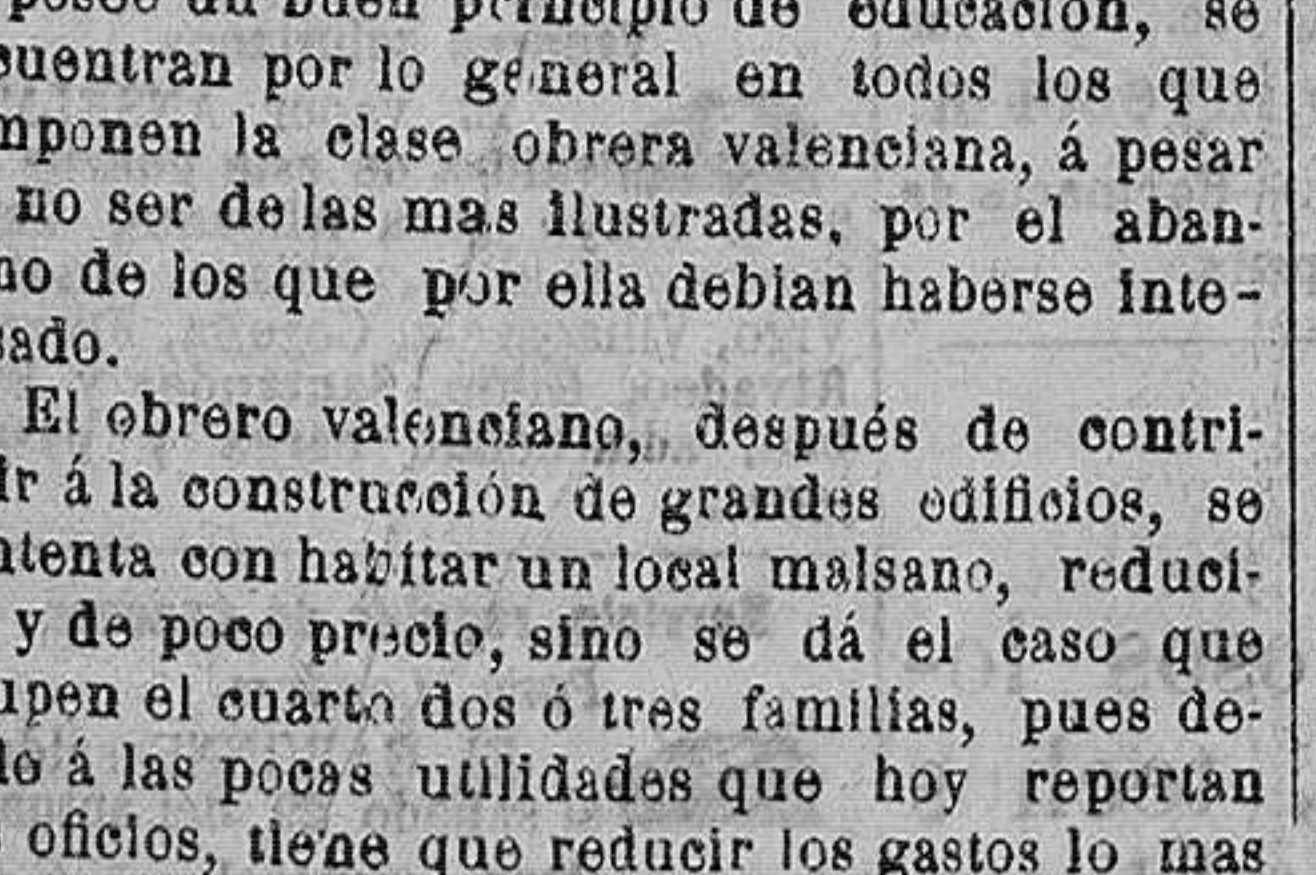 posee un buen principio de educación, se
cuentran por lo general en todos los que
mponen la clase obrera valenciana, á pesar
no ser de las mas ilustradas, por el aban-
no de los que por ella debian haberse inte-
sado.
El obrero valenciano, después de contri-
ir á la construcción de grandes edificios, se
ntenta con habitar un local malsano, reduci-
y de poco precio, sino se dá el caso que
upen el cuarto dos ó tres familias, pues de-
do á las pocas utilidades que hoy reportan
oficios, tiene que reducir los gastos lo mas